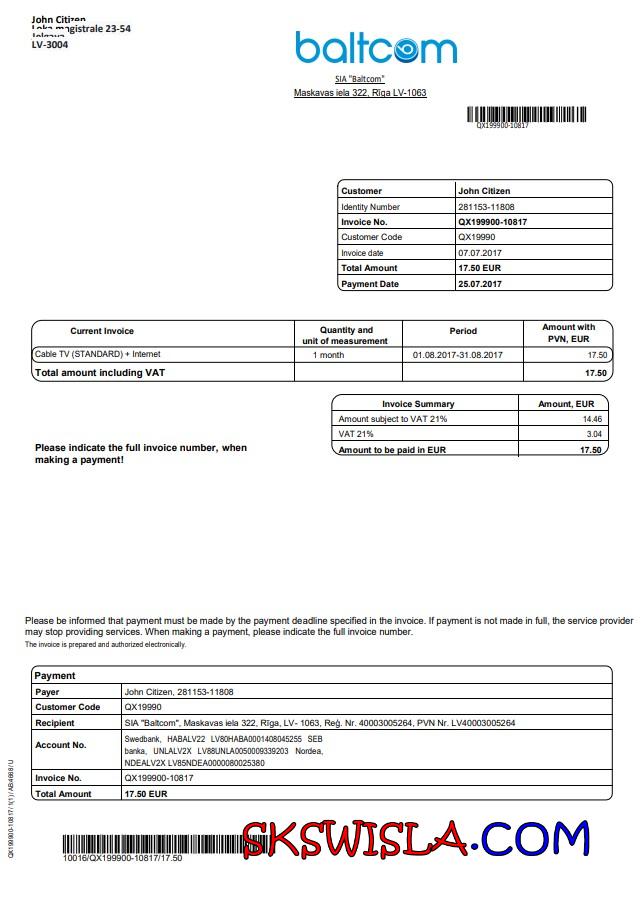 John Citizen
Loka magistrale 23-54
Jelgava
LV-3004
baltcom
SIA "Baltcom"
Maskavas iela 322, Rīga LV-1063
QX199900-10817
Customer John Citizen
Identity Number 281153-11808
Invoice No. QX199900-10817
Customer Code QX19990
Invoice date 07.07.2017
Total Amount 17.50 EUR
Payment Date 25.07.2017
Current Invoice Quantity and unit of measurement Period Amount with PVN, EUR
Cable TV (STANDARD) + Internet 1 month 01.08.2017-31.08.2017 17.50
Total amount including VAT 17.50
Invoice Summary Amount, EUR
Amount subject to VAT 21% 14.46
VAT 21% 3.04
Amount to be paid in EUR 17.50
Please indicate the full invoice number, when
making a payment!
Please be informed that payment must be made by the payment deadline specified in the invoice. If payment is not made in full, the service provider
may stop providing services. When making a payment, please indicate the full invoice number.
The invoice is prepared and authorized electronically.
Payment
Payer John Citizen, 281153-11808
Customer Code QX19990
Recipient SIA "Baltcom", Maskavas iela 322, Rīga, LV- 1063, Reģ. Nr. 40003005264, PVN Nr. LV40003005264
Account No. Swedbank, HABALV22 LV80HABA0001408045255 SEB
banka, UNLALV2X LV88UNLA0050009339203 Nordea,
NDEALV2X LV85NDEA0000080025380
Invoice No. QX199900-10817
Total Amount 17.50 EUR
QX199900-10817/1(1)/AB4668/U
10016/QX199900-10817/17.50
SKSWISLA.COM